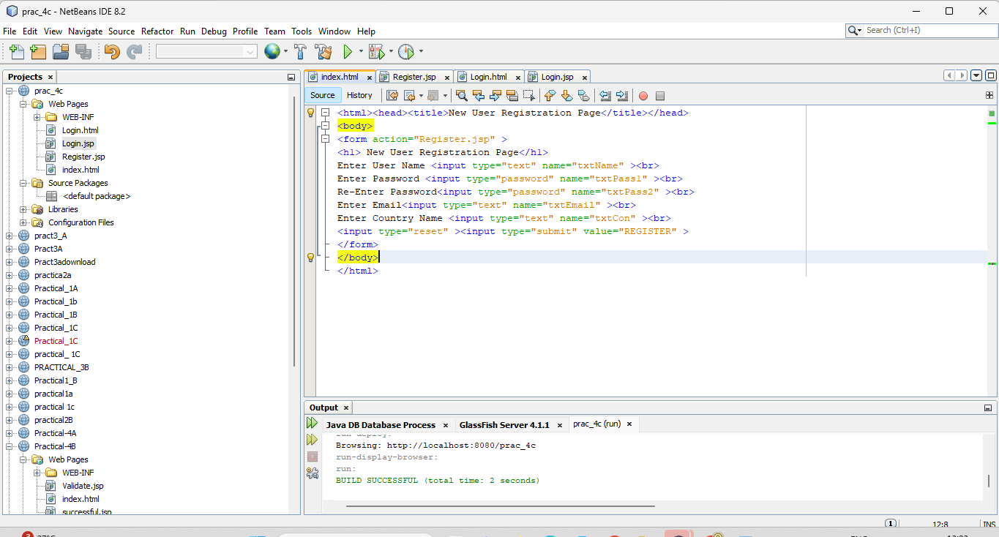 prac_4c - NetBeans IDE 8.2
File Edit View Navigate Source Refactor Run Debug Profile Team Tools Window Help
Search (Ctrl+I)
Projects
prac_4c
Web Pages
WEB-INF
Login.html
Login.jsp
Register.jsp
index.html
Source Packages
<default package>
Libraries
Configuration Files
pract3_A
Pract3A
Pract3adownload
practica2a
Practical_1A
Practical_1b
Practical_1B
Practical_1C
Practical_1C
practical_ 1C
PRACTICAL_3B
Practical1_B
practical1a
practical 1c
practical2B
Practical-4A
Practical-4B
Web Pages
WEB-INF
Validate.jsp
index.html
successful.jsp
index.html Register.jsp Login.html Login.jsp
Source History
<html><head><title>New User Registration Page</title></head>
<body>
<form action="Register.jsp" >
<h1> New User Registration Page</h1>
Enter User Name <input type="text" name="txtName" ><br>
Enter Password <input type="password" name="txtPass1" ><br>
Re-Enter Password<input type="password" name="txtPass2" ><br>
Enter Email<input type="text" name="txtEmail" ><br>
Enter Country Name <input type="text" name="txtCon" ><br>
<input type="reset" ><input type="submit" value="REGISTER" >
</form>
</body>
</html>
Output
Java DB Database Process GlassFish Server 4.1.1 prac_4c (run)
run-deploy:
Browsing: http://localhost:8080/prac_4c
run-display-browser:
run:
BUILD SUCCESSFUL (total time: 2 seconds)
1 12:8 INS